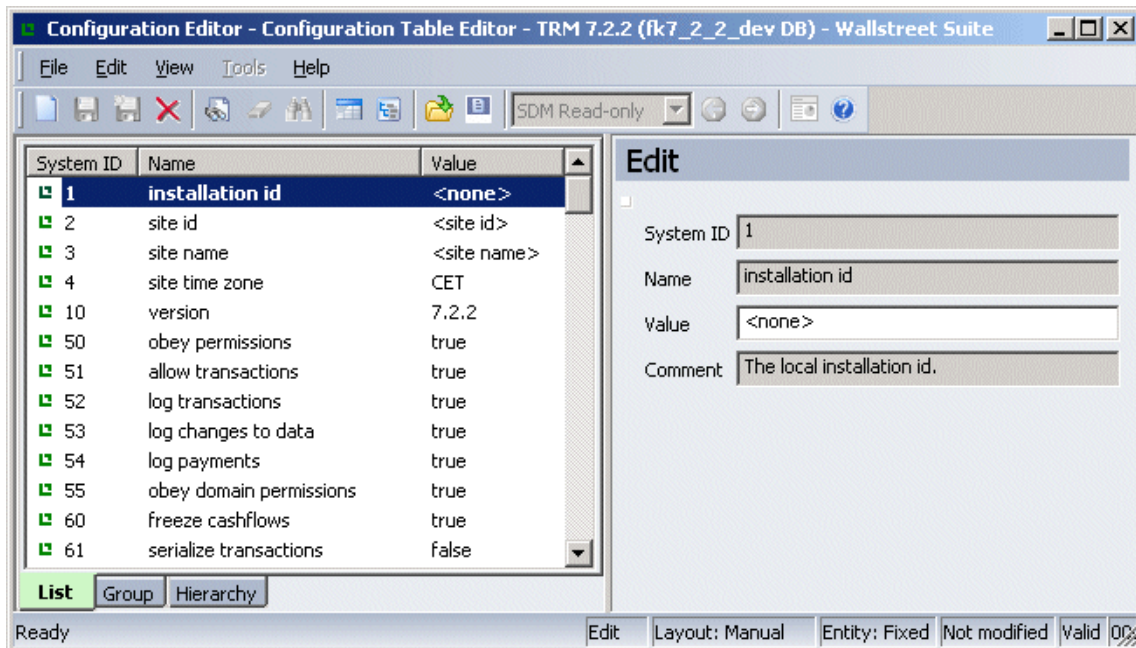 Configuration Editor - Configuration Table Editor - TRM 7.2.2 (fk7_2_2_dev DB) - Wallstreet Suite
File Edit View Tools Help
SDM Read-only
System ID Name Value
1 installation id <none>
2 site id <site id>
3 site name <site name>
4 site time zone CET
10 version 7.2.2
50 obey permissions true
51 allow transactions true
52 log transactions true
53 log changes to data true
54 log payments true
55 obey domain permissions true
60 freeze cashflows true
61 serialize transactions false
List Group Hierarchy
Edit
System ID 1
Name installation id
Value <none>
Comment The local installation id.
Ready Edit Layout: Manual Entity: Fixed Not modified Valid